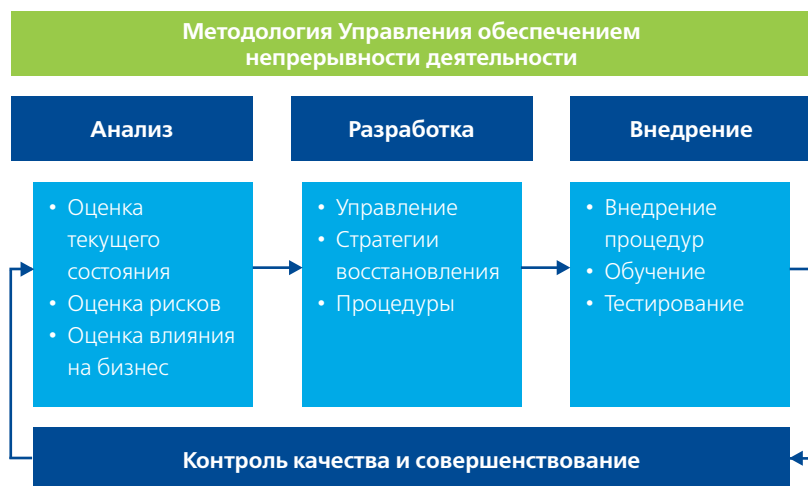 Методология Управления обеспечением
непрерывности деятельности
Анализ
• Оценка
текущего
состояния
• Оценка рисков
• Оценка влияния
на бизнес
Разработка
• Управление
• Стратегии
восстановления
• Процедуры
Внедрение
• Внедрение
процедур
• Обучение
• Тестирование
Контроль качества и совершенствование